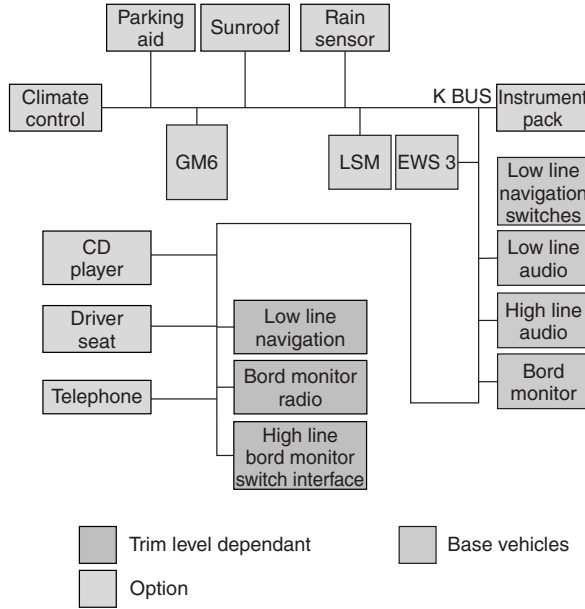 Parking
aid
Sunroof
Rain
sensor
Climate
control
K BUS
Instrument
pack
GM6
LSM
EWS 3
Low line
navigation
switches
CD
player
Low line
audio
Driver
seat
Low line
navigation
High line
audio
Telephone
Bord monitor
radio
Bord
monitor
High line
bord monitor
switch interface
Trim level dependant
Base vehicles
Option